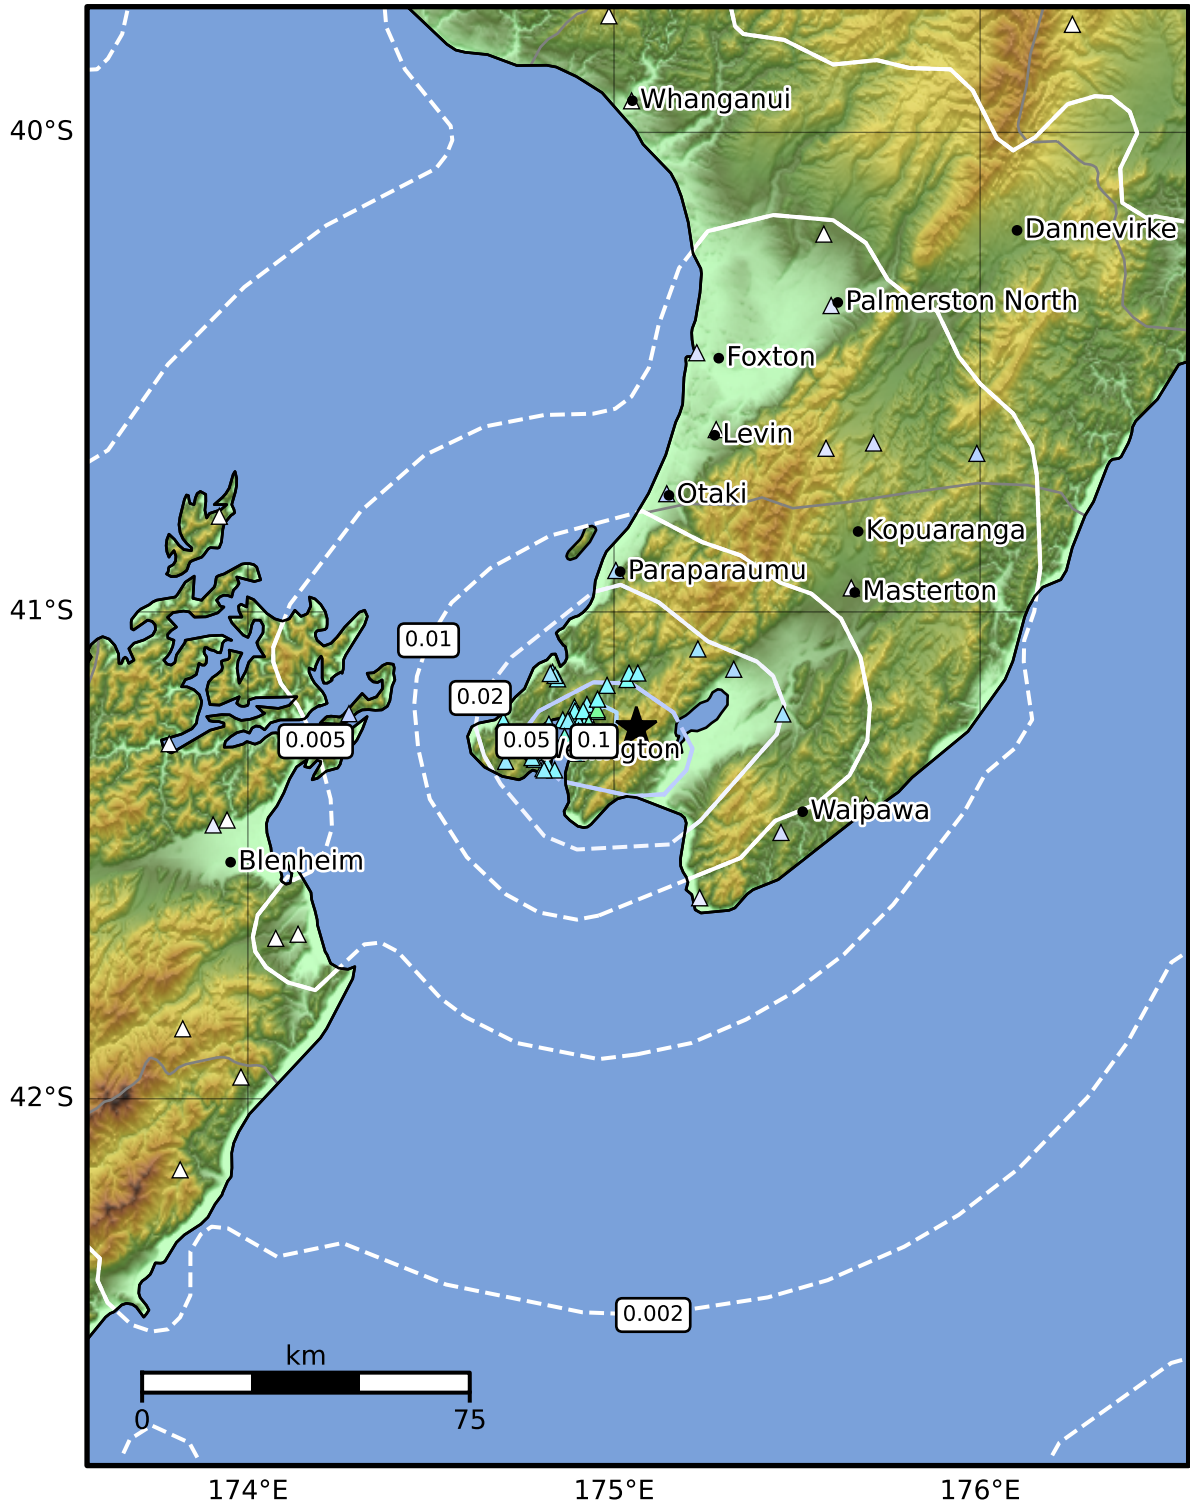 Whanganui
40°S
Dannevirke
Palmerston North
Foxton
Levin
Otaki
Kopuaranga
Paraparaumu
Masterton
41°S
0.01
0.02
0.005
0.05
0.1
Waipawa
Blenheim
42°S
0.002
km
0
75
174°E
175°E
176°E